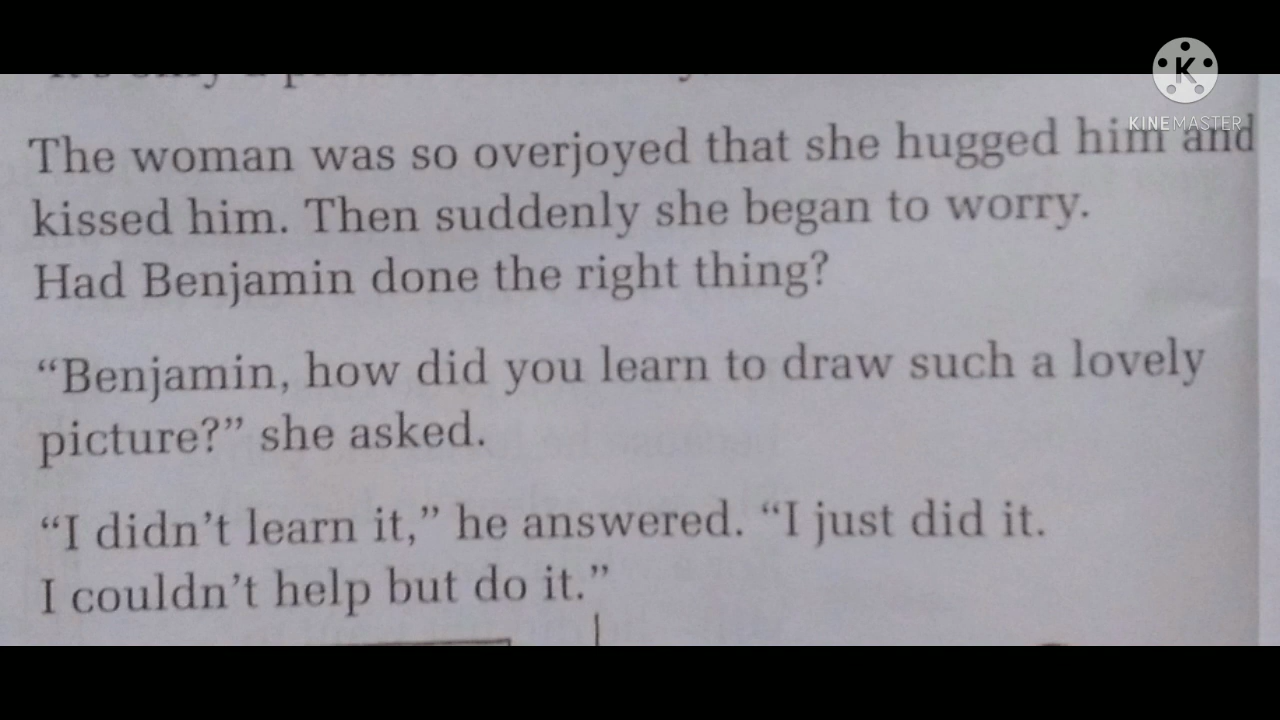 KINEMASTER
The woman was so overjoyed that she hugged him and
kissed him. Then suddenly she began to worry.
Had Benjamin done the right thing?
“Benjamin, how did you learn to draw such a lovely
picture?” she asked.
“I didn’t learn it,” he answered. “I just did it.
I couldn’t help but do it.”